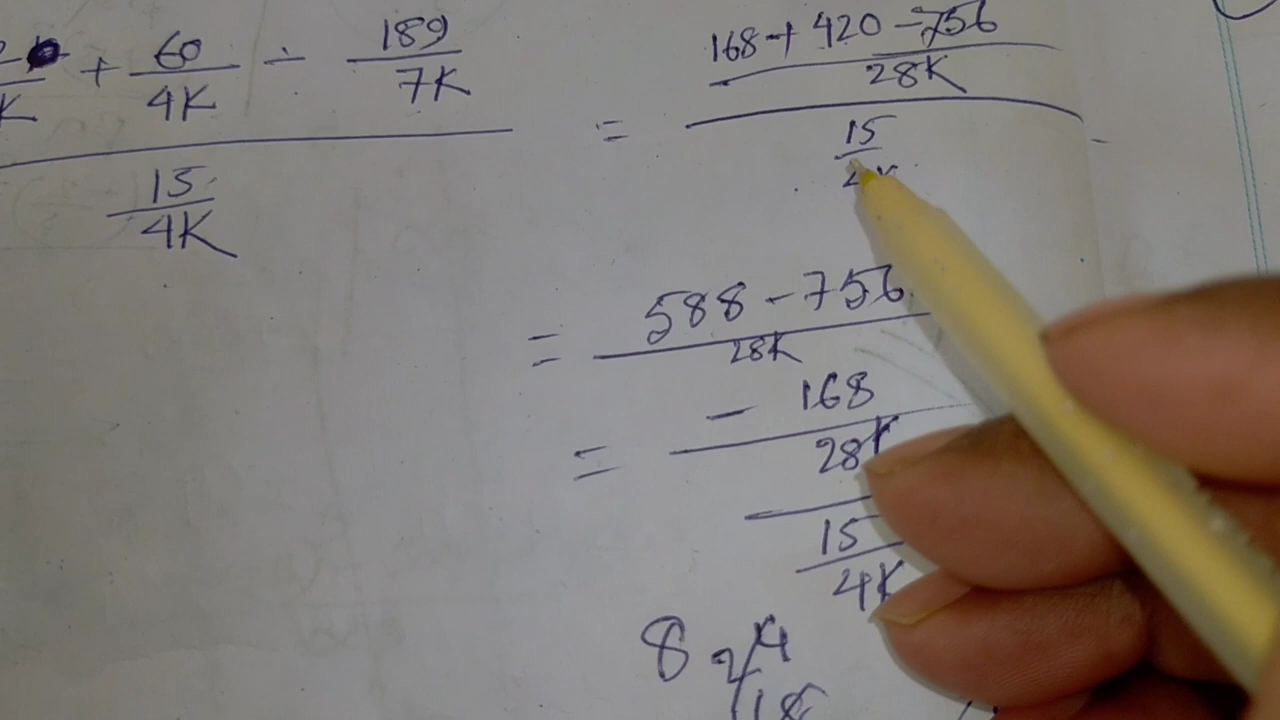 + 60/4K - 189/7K = 168 + 420 - 756/28K
K
15/4K 15
= 588 - 756/28K
= - 168/28K
15/4K
8